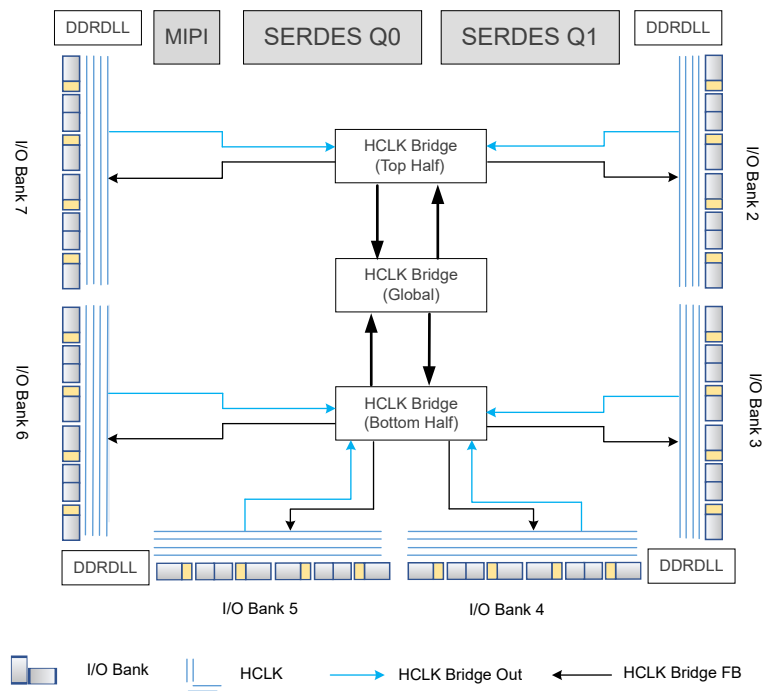 DDRDLL
MIPI
SERDES Q0
SERDES Q1
DDRDLL
I/O Bank 7
HCLK Bridge
(Top Half)
I/O Bank 2
HCLK Bridge
(Global)
I/O Bank 6
HCLK Bridge
(Bottom Half)
I/O Bank 3
DDRDLL
DDRDLL
I/O Bank 5
I/O Bank 4
I/O Bank
HCLK
HCLK Bridge Out
HCLK Bridge FB